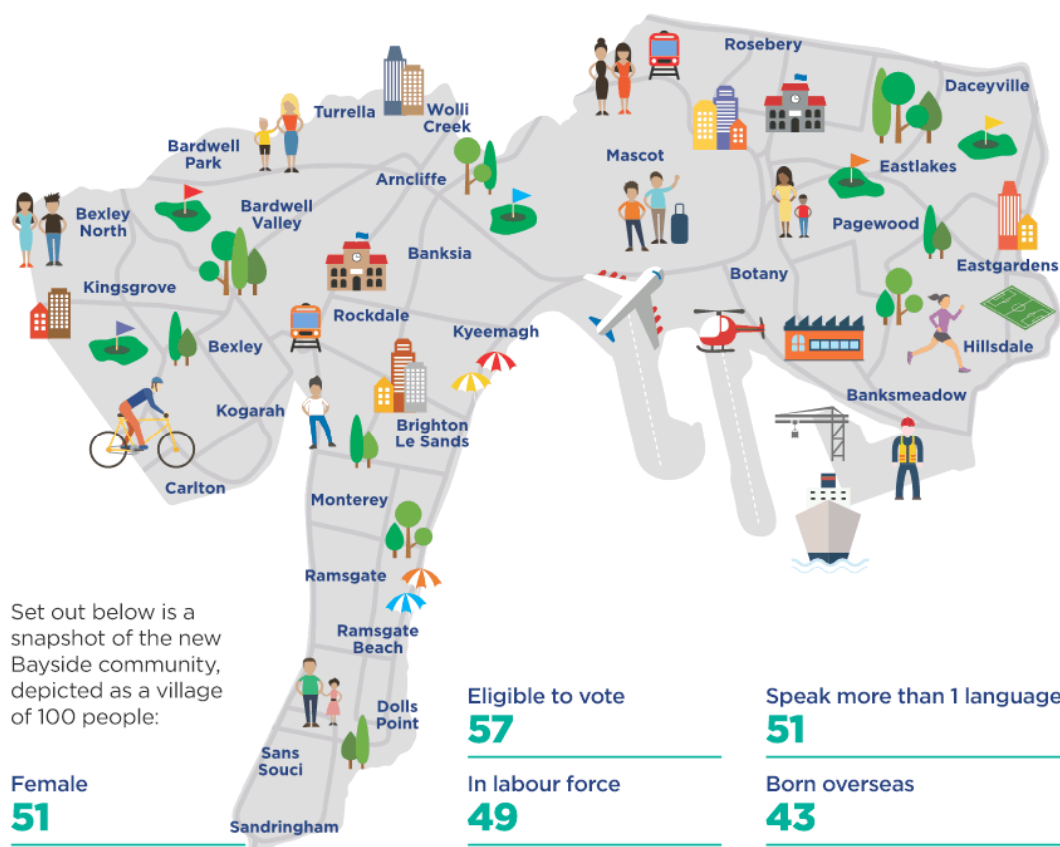 Rosebery
Daceyville
Turrella
Wolli
Creek
Bardwell
Park
Mascot
Eastlakes
Arncliffe
Bexley
North
Bardwell
Valley
Pagewood
Banksia
Eastgardens
Botany
Kingsgrove
Rockdale
Kyeemagh
Bexley
Hillsdale
Banksmeadow
Kogarah
Brighton
Le Sands
Carlton
Monterey
Ramsgate
Set out below is a
snapshot of the new
Bayside community,
depicted as a village
of 100 people:
Ramsgate
Beach
Dolls
Point
Sans
Souci
Sandringham
Eligible to vote
57
Speak more than 1 language
51
Female
51
In labour force
49
Born overseas
43